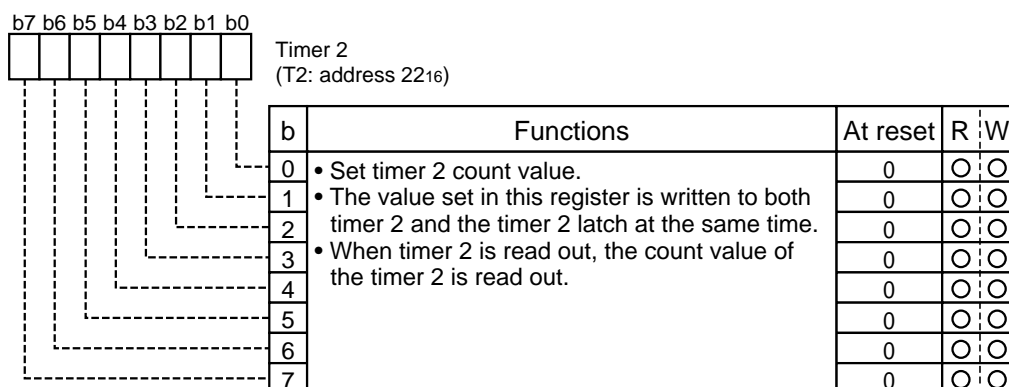 b7 b6 b5 b4 b3 b2 b1 b0
Timer 2
(T2: address 2216)
b Functions At reset R W
0 • Set timer 2 count value. 0 O O
1 • The value set in this register is written to both 0 O O
2 timer 2 and the timer 2 latch at the same time. 0 O O
3 • When timer 2 is read out, the count value of 0 O O
4 the timer 2 is read out. 0 O O
5 0 O O
6 0 O O
7 0 O O